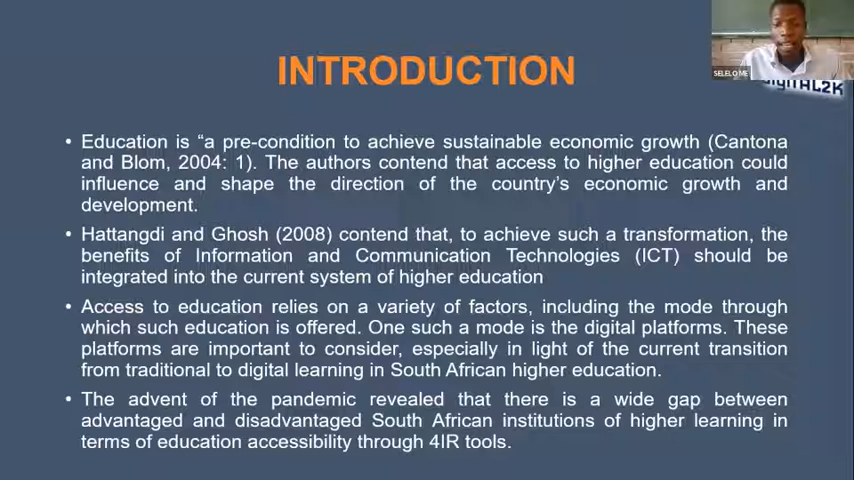 INTRODUCTION
SELELO ME
DIGITAL2K
• Education is “a pre-condition to achieve sustainable economic growth (Cantona
and Blom, 2004: 1). The authors contend that access to higher education could
influence and shape the direction of the country's economic growth and
development.
• Hattangdi and Ghosh (2008) contend that, to achieve such a transformation, the
benefits of Information and Communication Technologies (ICT) should be
integrated into the current system of higher education
• Access to education relies on a variety of factors, including the mode through
which such education is offered. One such a mode is the digital platforms. These
platforms are important to consider, especially in light of the current transition
from traditional to digital learning in South African higher education.
• The advent of the pandemic revealed that there is a wide gap between
advantaged and disadvantaged South African institutions of higher learning in
terms of education accessibility through 4IR tools.